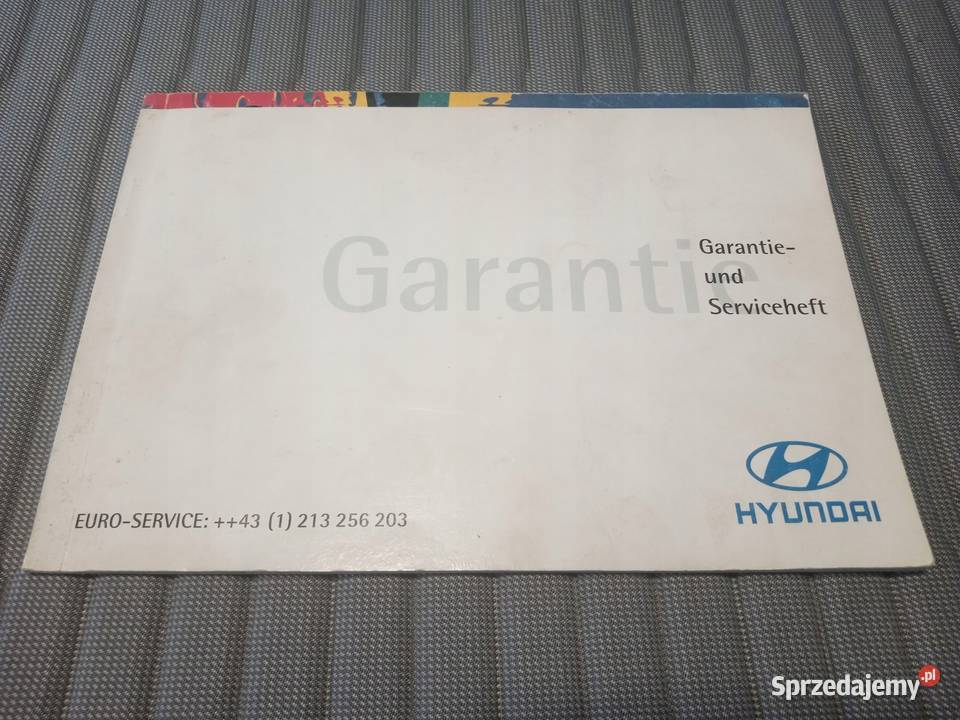 Garantie
Garantie-
und
Serviceheft
HYUNDAI
EURO-SERVICE: ++43 (1) 213 256 203
Sprzedajemy.pl